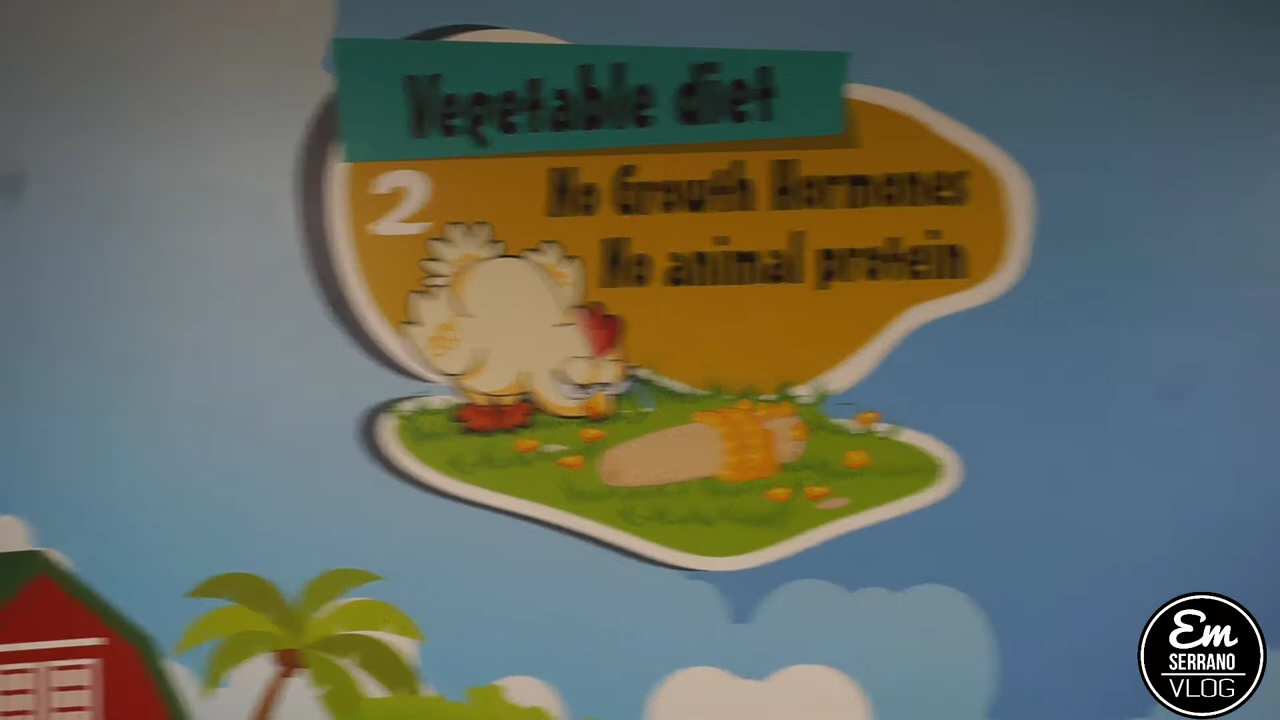 Vegetable diet
2
No Growth Hormones
No animal protein
Em
SERRANO
VLOG